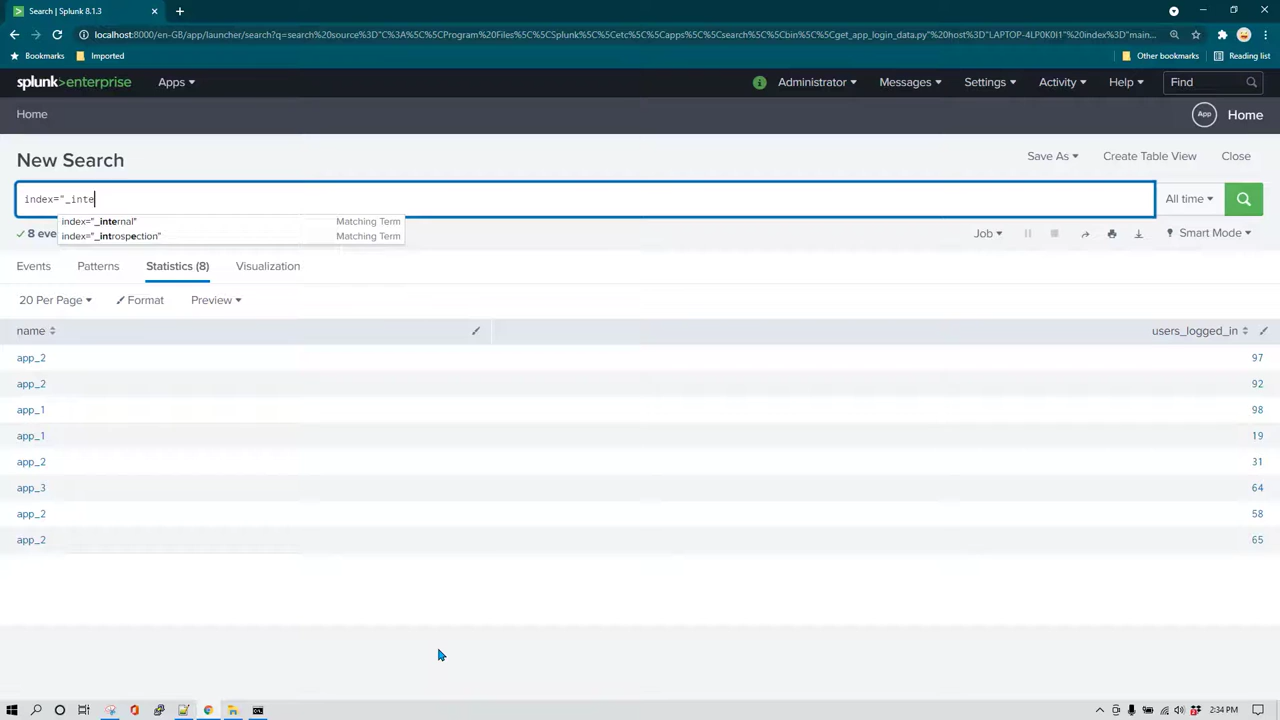 Search | Splunk 8.1.3
localhost:8000/en-GB/app/launcher/search?q=search%20source%3D"C%3A%5C%5CProgram%20Files%5C%5CSplunk%5C%5Cetc%5C%5Capps%5C%5Csearch%5C%5Cbin%5C%5Cget_app_login_data.py"%20host%3D"LAPTOP-4LP0K0I1"%20index%3D"main...
Bookmarks Imported Other bookmarks Reading list
splunk>enterprise Apps Administrator Messages Settings Activity Help Find
Home App Home
New Search Save As Create Table View Close
index="_inte All time
index="_internal" Matching Term
index="_introspection" Matching Term
8 eve Job Smart Mode
Events Patterns Statistics (8) Visualization
20 Per Page Format Preview
name users_logged_in
app_2 97
app_2 92
app_1 98
app_1 19
app_2 31
app_3 64
app_2 58
app_2 65
2:34 PM